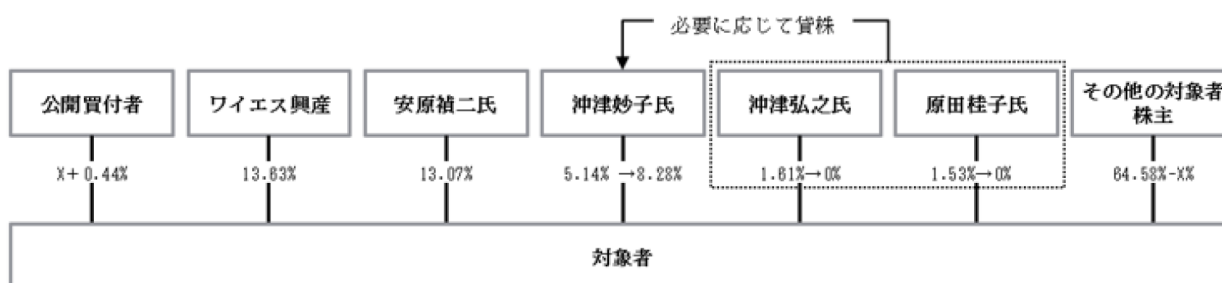 必要に応じて貸株
公開買付者
ワイエス興産
安原禎二氏
沖津妙子氏
沖津弘之氏
原田桂子氏
その他の対象者
株主
X+0.44%
13.63%
13.07%
5.14% →8.28%
1.61%→0%
1.53%→0%
64.58%-X%
対象者